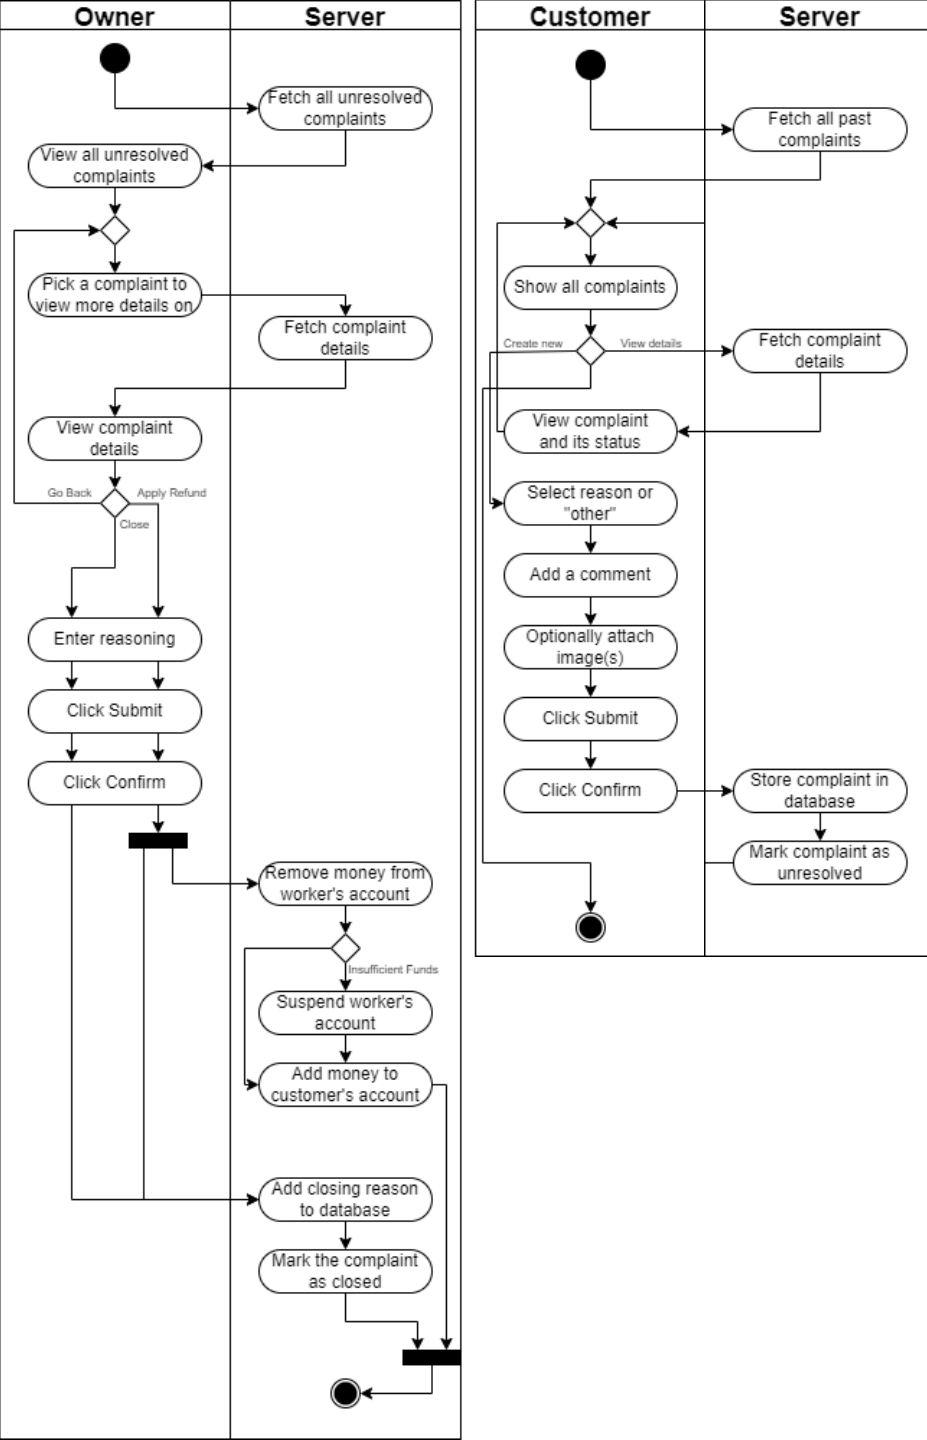 Owner
Server
Fetch all unresolved
complaints
View all unresolved
complaints
Pick a complaint to
view more details on
Fetch complaint
details
View complaint
details
Go Back
Apply Refund
Close
Enter reasoning
Click Submit
Click Confirm
Remove money from
worker's account
Insufficient Funds
Suspend worker's
account
Add money to
customer's account
Add closing reason
to database
Mark the complaint
as closed
Customer
Server
Fetch all past
complaints
Show all complaints
Create new
View details
Fetch complaint
details
View complaint
and its status
Select reason or
"other"
Add a comment
Optionally attach
image(s)
Click Submit
Click Confirm
Store complaint in
database
Mark complaint as
unresolved